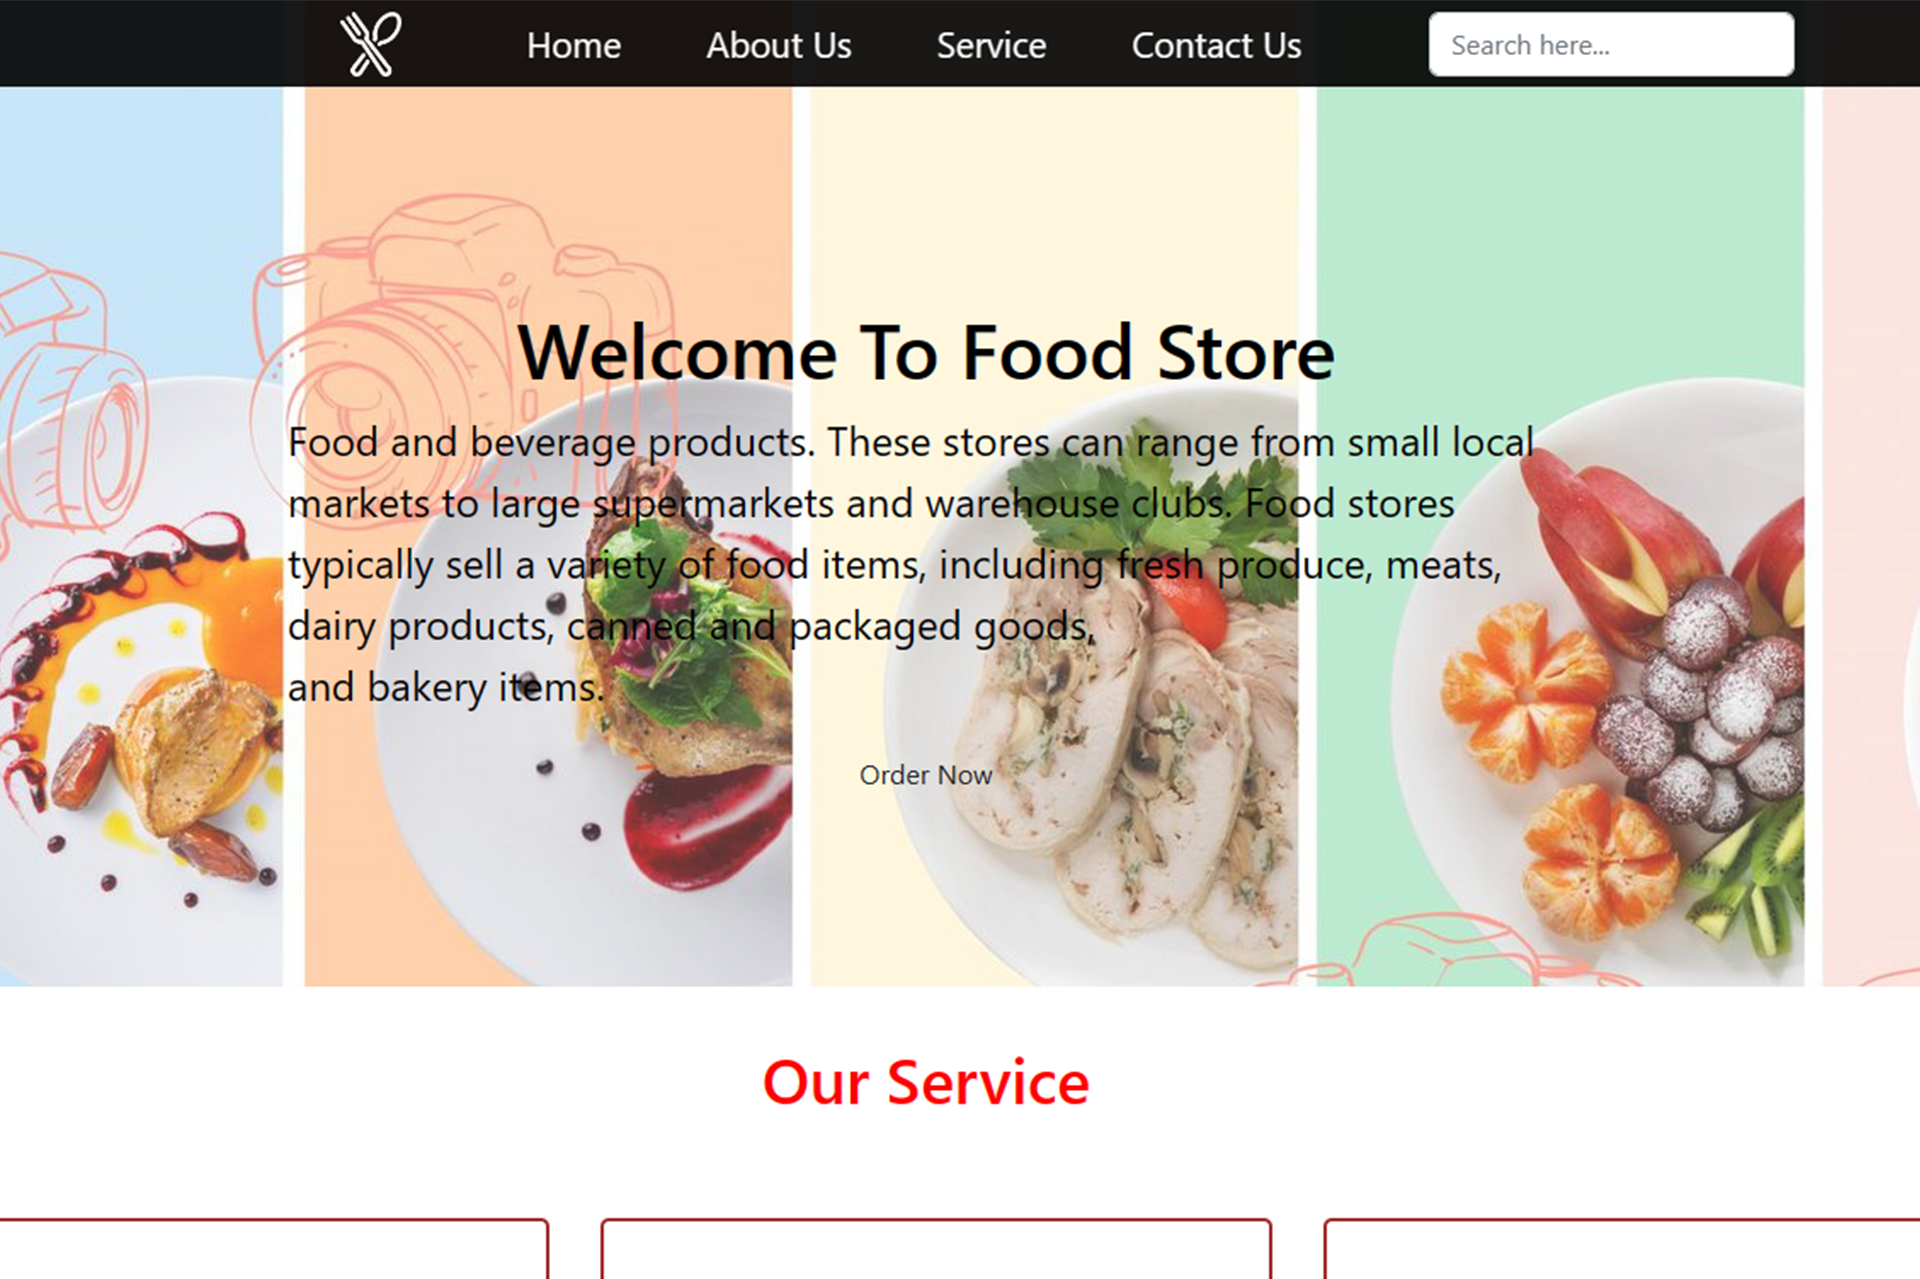 Home About Us Service Contact Us Search here...
Welcome To Food Store
Food and beverage products. These stores can range from small local
markets to large supermarkets and warehouse clubs. Food stores
typically sell a variety of food items, including fresh produce, meats,
dairy products, canned and packaged goods,
and bakery items.
Order Now
Our Service